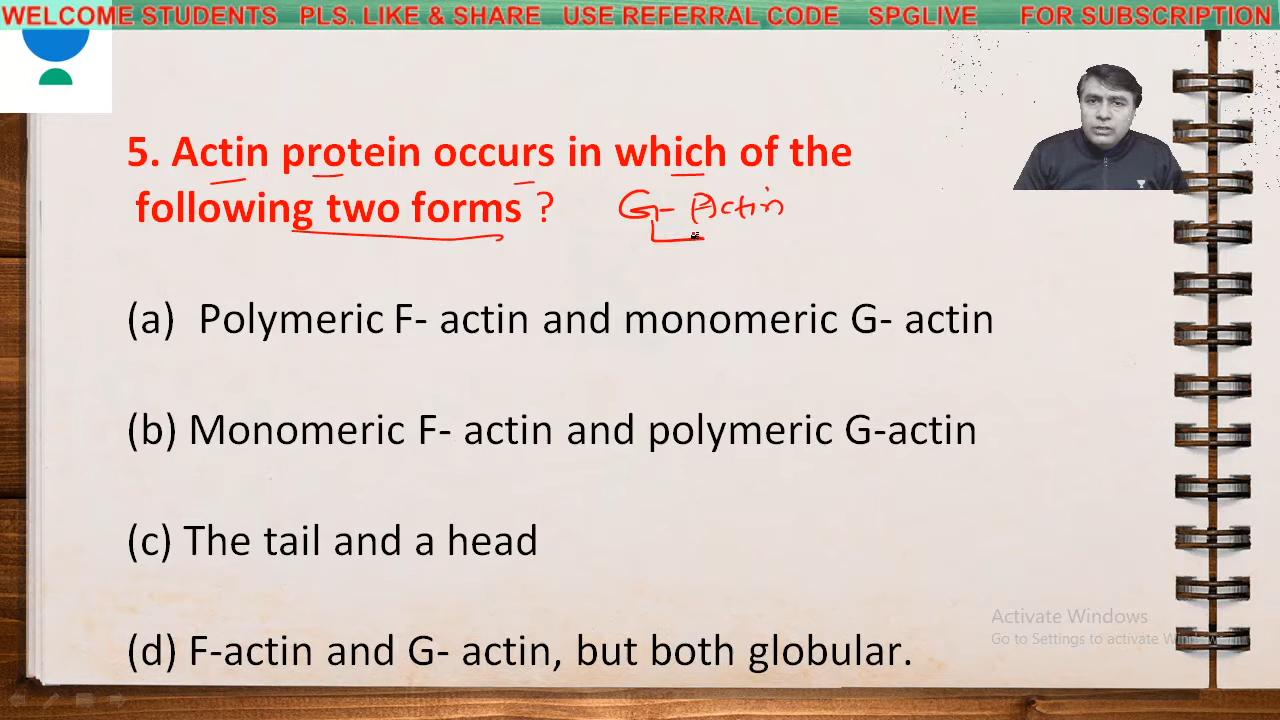 WELCOME STUDENTS PLS. LIKE & SHARE USE REFERRAL CODE SPGLIVE FOR SUBSCRIPTION
5. Actin protein occurs in which of the
following two forms ? G- Actin
(a) Polymeric F- actin and monomeric G- actin
(b) Monomeric F- actin and polymeric G-actin
(c) The tail and a head
(d) F-actin and G- actin, but both globular.
Activate Windows
Go to Settings to activate Windows.